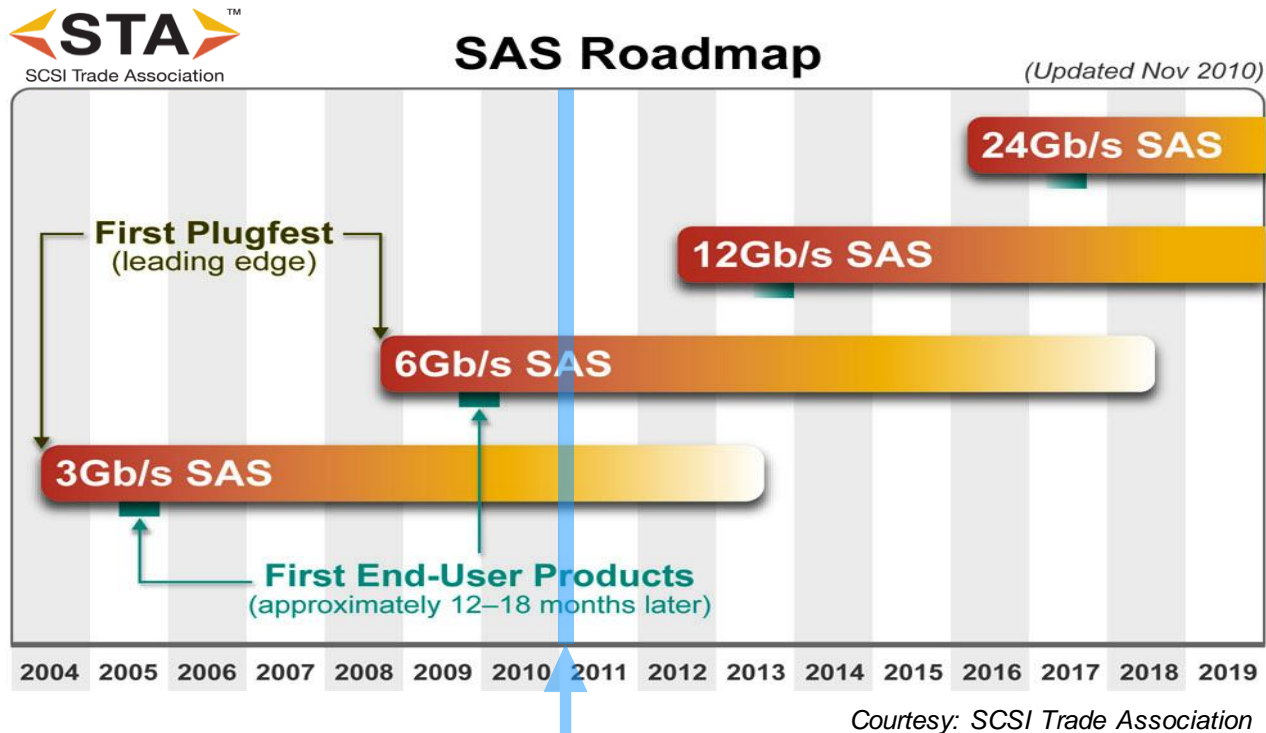 STA™
SCSI Trade Association
SAS Roadmap
(Updated Nov 2010)
24Gb/s SAS
First Plugfest
(leading edge)
12Gb/s SAS
6Gb/s SAS
3Gb/s SAS
First End-User Products
(approximately 12–18 months later)
2004 2005 2006 2007 2008 2009 2010 2011 2012 2013 2014 2015 2016 2017 2018 2019
Courtesy: SCSI Trade Association